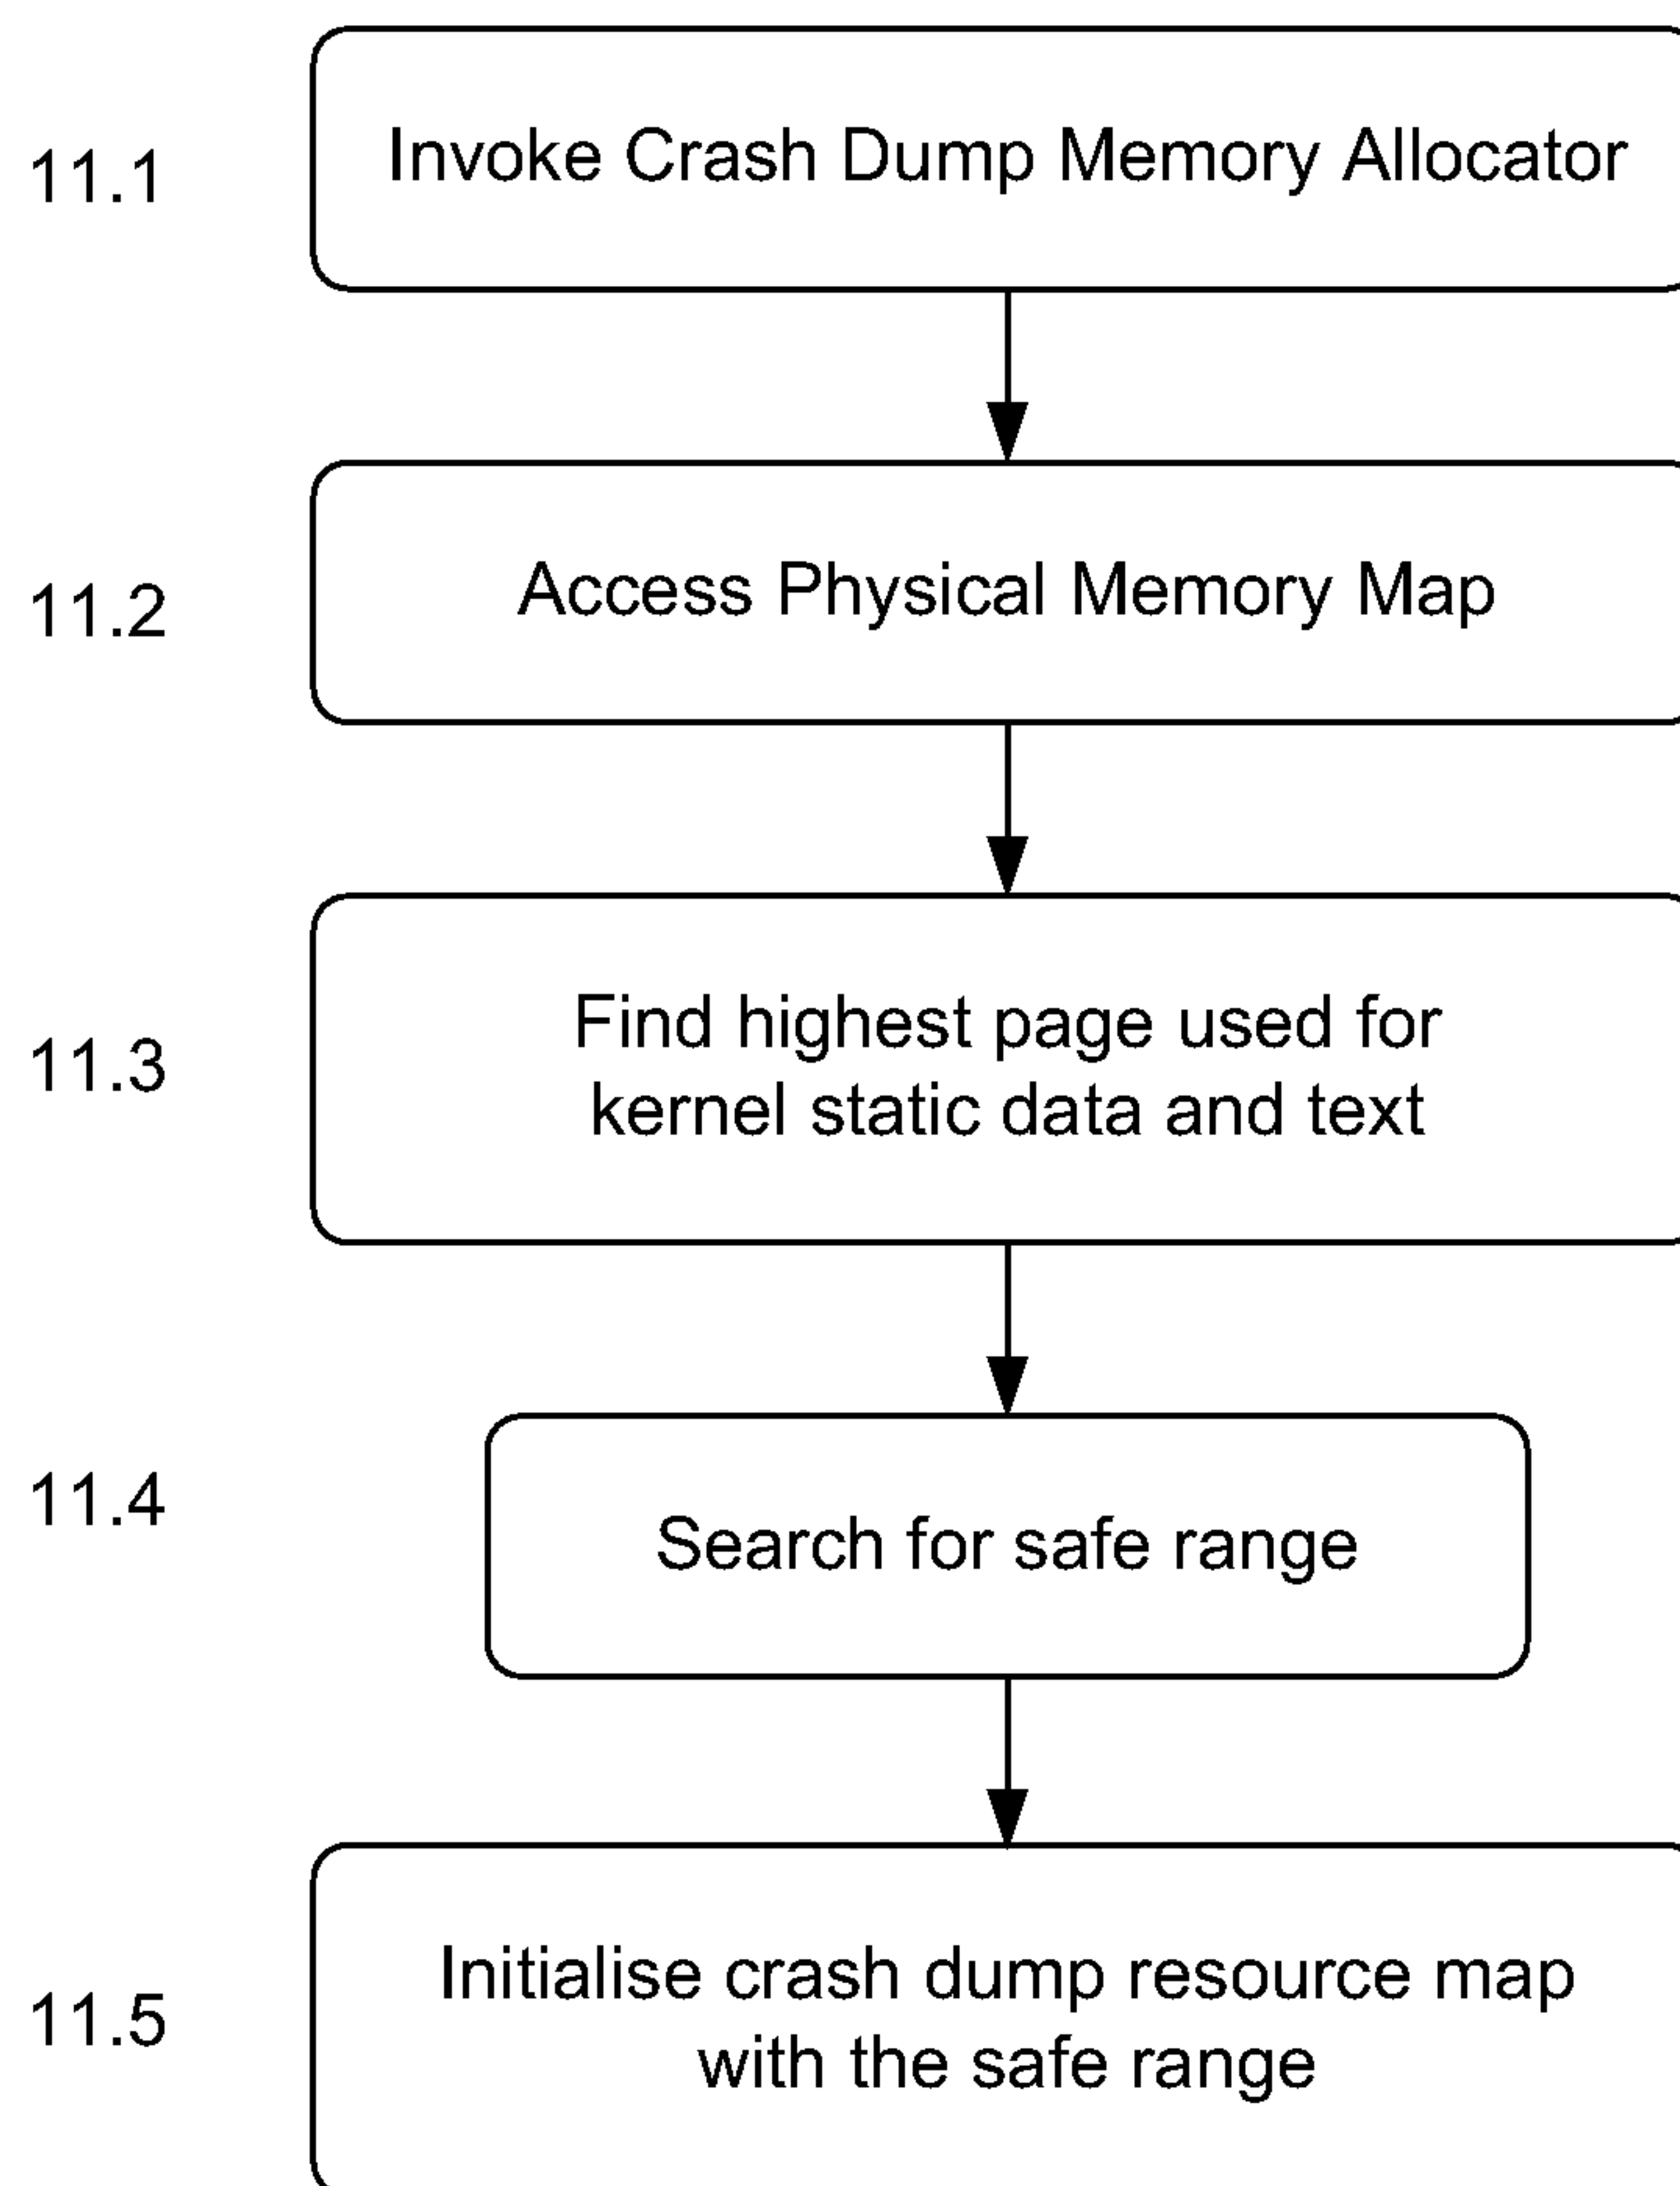 11.1
Invoke Crash Dump Memory Allocator
11.2
Access Physical Memory Map
11.3
Find highest page used for
kernel static data and text
11.4
Search for safe range
11.5
Initialise crash dump resource map
with the safe range